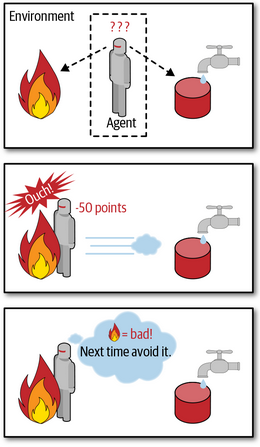 Environment
???
Agent
Ouch!
-50 points
= bad!
Next time avoid it.